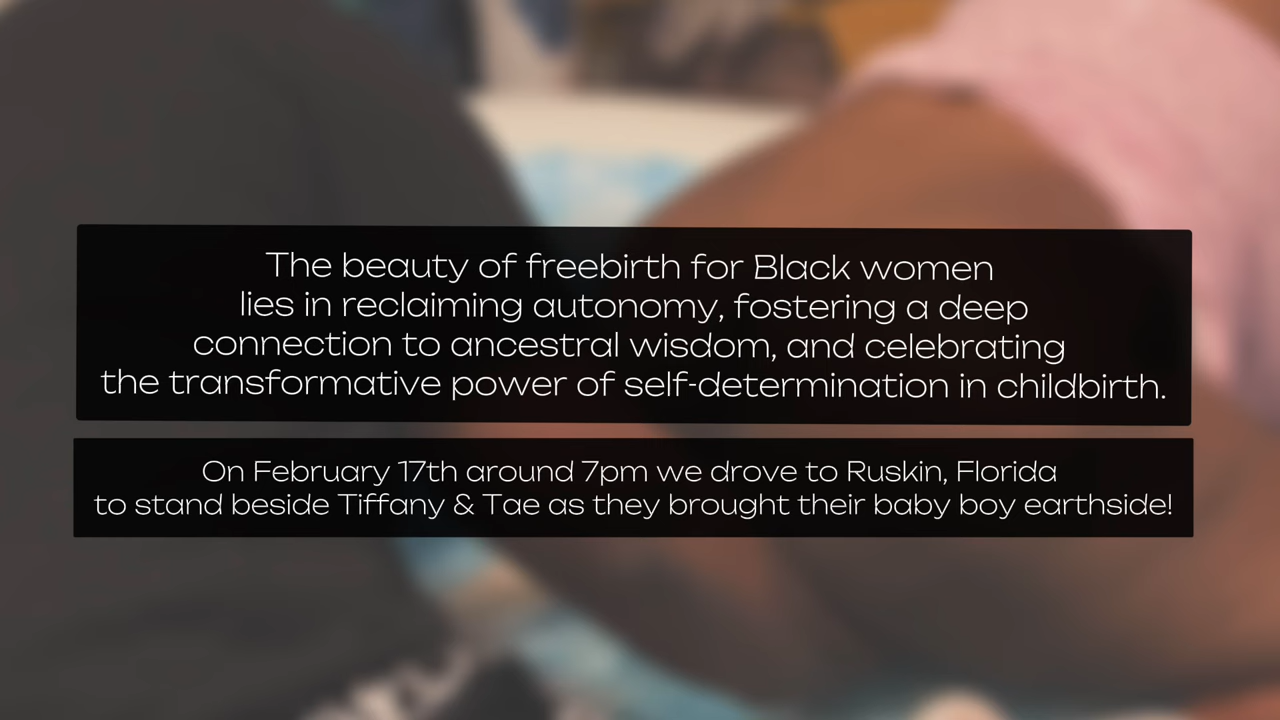 The beauty of freebirth for Black women
lies in reclaiming autonomy, fostering a deep
connection to ancestral wisdom, and celebrating
the transformative power of self-determination in childbirth.
On February 17th around 7pm we drove to Ruskin, Florida
to stand beside Tiffany & Tae as they brought their baby boy earthside!